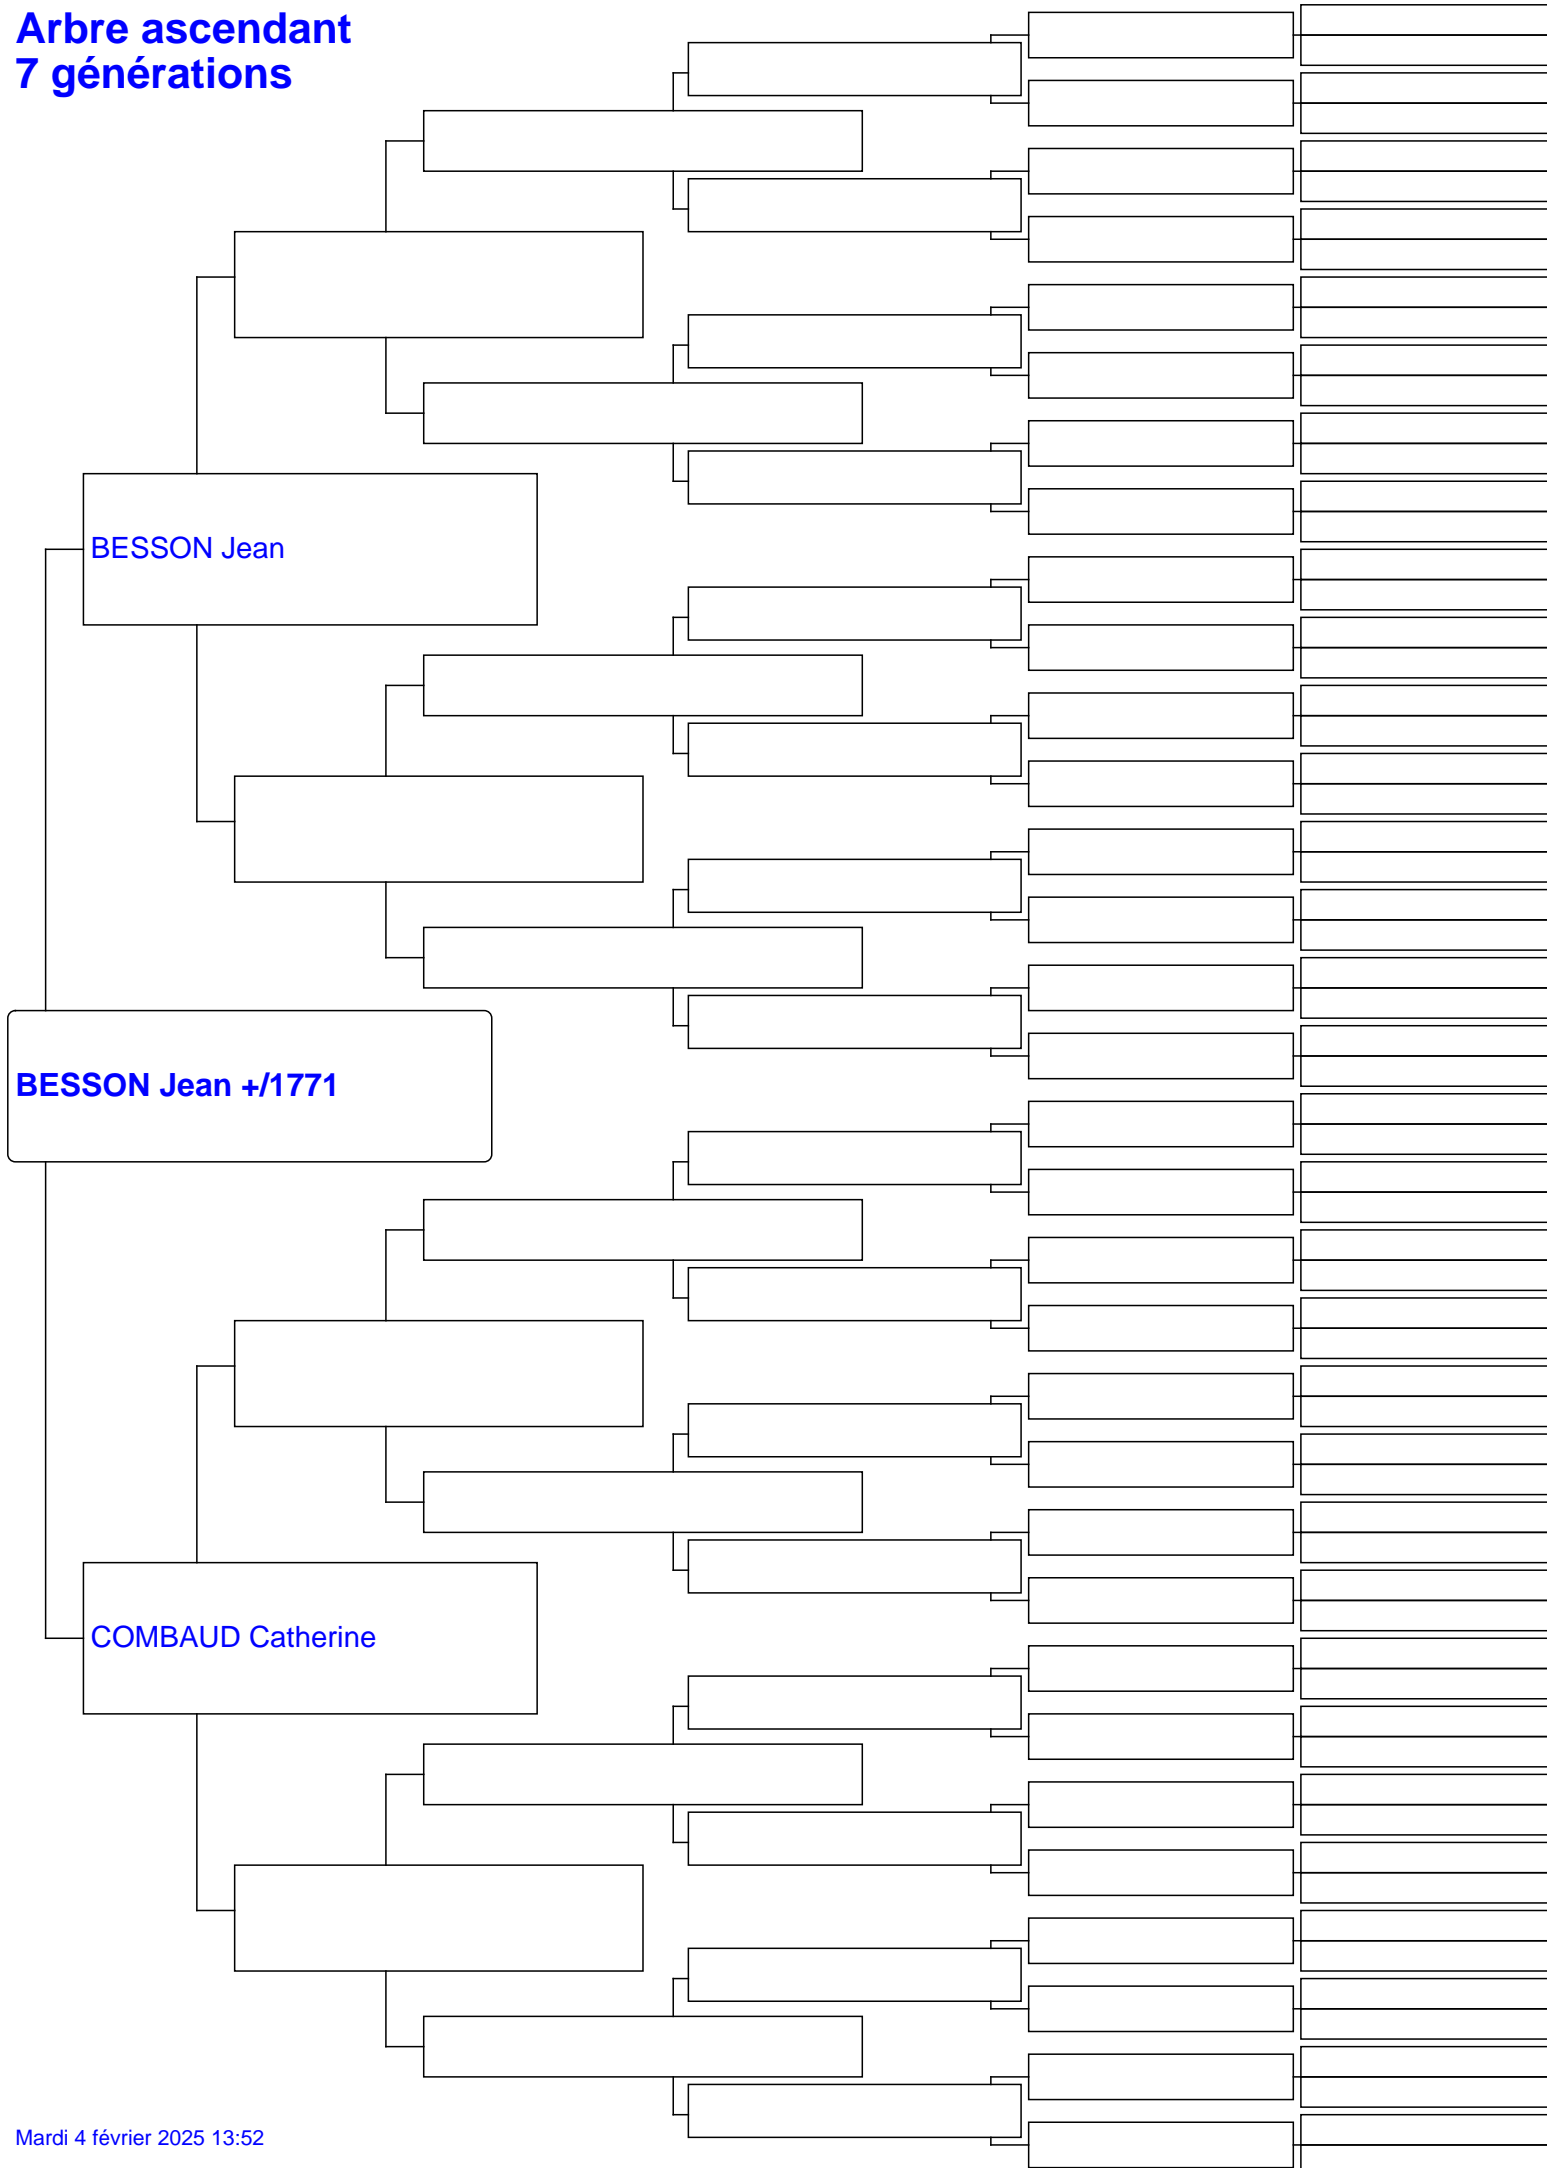 Arbre ascendant
7 générations
BESSON Jean
BESSON Jean +/1771
COMBAUD Catherine
Mardi 4 février 2025 13:52